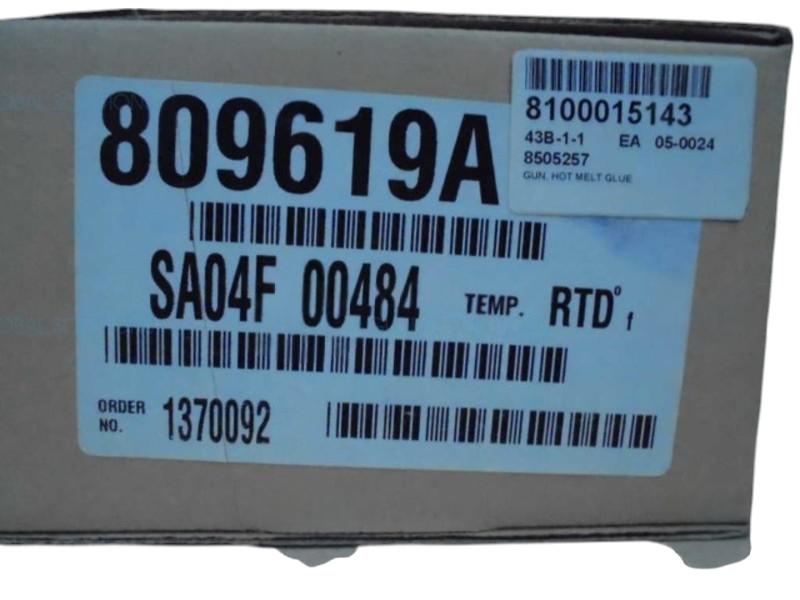 809619A
8100015143
43B-1-1 EA 05-0024
8505257
GUN, HOT MELT GLUE
SA04F 00484 TEMP. RTD° f
ORDER NO. 1370092